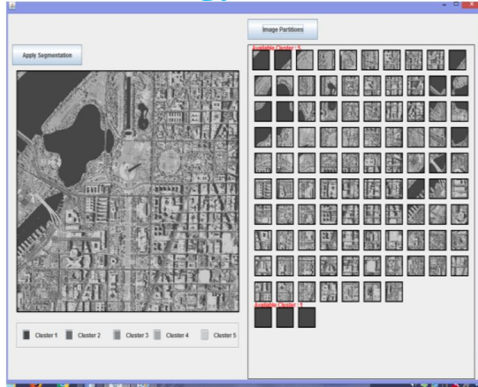 Image Partitions
Apply Segmentation
Available Cluster : 5
Available Cluster : 1
Cluster 1 Cluster 2 Cluster 3 Cluster 4 Cluster 5